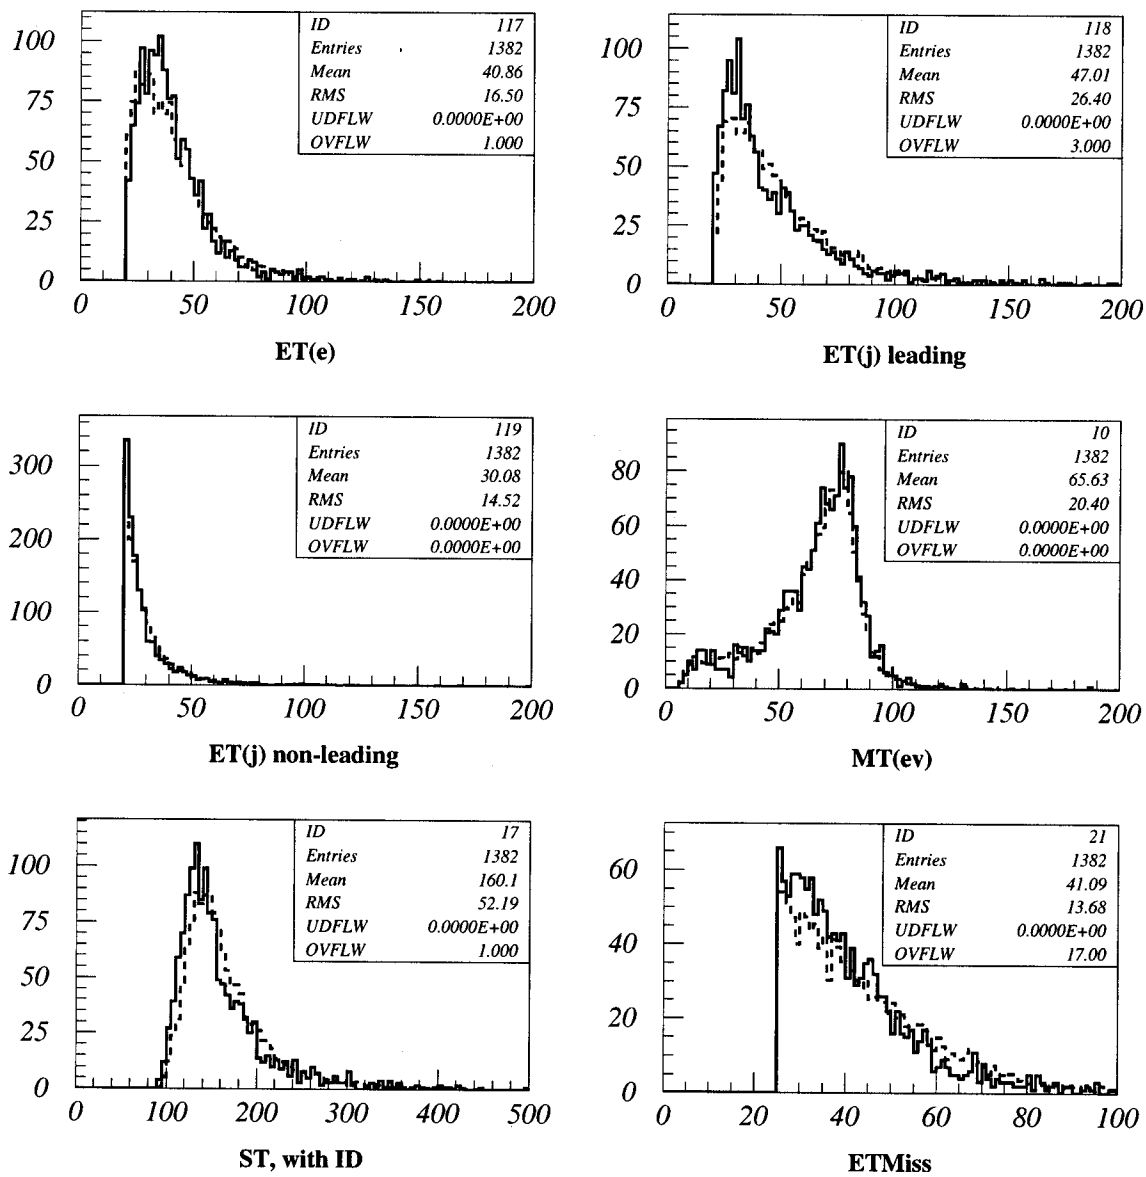 ID 117
Entries 1382
Mean 40.86
RMS 16.50
UDFLW 0.0000E+00
OVFLW 1.000
100
75
50
25
0
0 50 100 150 200
ET(e)
ID 118
Entries 1382
Mean 47.01
RMS 26.40
UDFLW 0.0000E+00
OVFLW 3.000
100
75
50
25
0
0 50 100 150 200
ET(j) leading
ID 119
Entries 1382
Mean 30.08
RMS 14.52
UDFLW 0.0000E+00
OVFLW 0.0000E+00
300
200
100
0
0 50 100 150 200
ET(j) non-leading
ID 10
Entries 1382
Mean 65.63
RMS 20.40
UDFLW 0.0000E+00
OVFLW 0.0000E+00
80
60
40
20
0
0 50 100 150 200
MT(ev)
ID 17
Entries 1382
Mean 160.1
RMS 52.19
UDFLW 0.0000E+00
OVFLW 1.000
100
75
50
25
0
0 100 200 300 400 500
ST, with ID
ID 21
Entries 1382
Mean 41.09
RMS 13.68
UDFLW 0.0000E+00
OVFLW 17.00
60
40
20
0
0 20 40 60 80 100
ETMiss